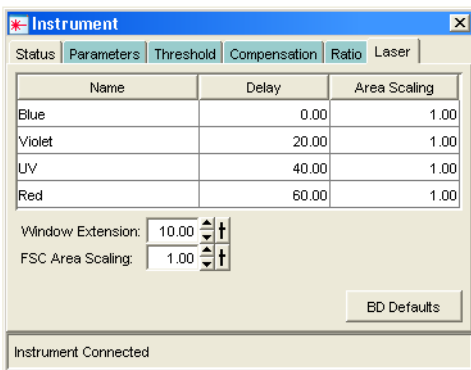 Instrument
Status Parameters Threshold Compensation Ratio Laser
Name Delay Area Scaling
Blue 0.00 1.00
Violet 20.00 1.00
UV 40.00 1.00
Red 60.00 1.00
Window Extension: 10.00
FSC Area Scaling: 1.00
BD Defaults
Instrument Connected